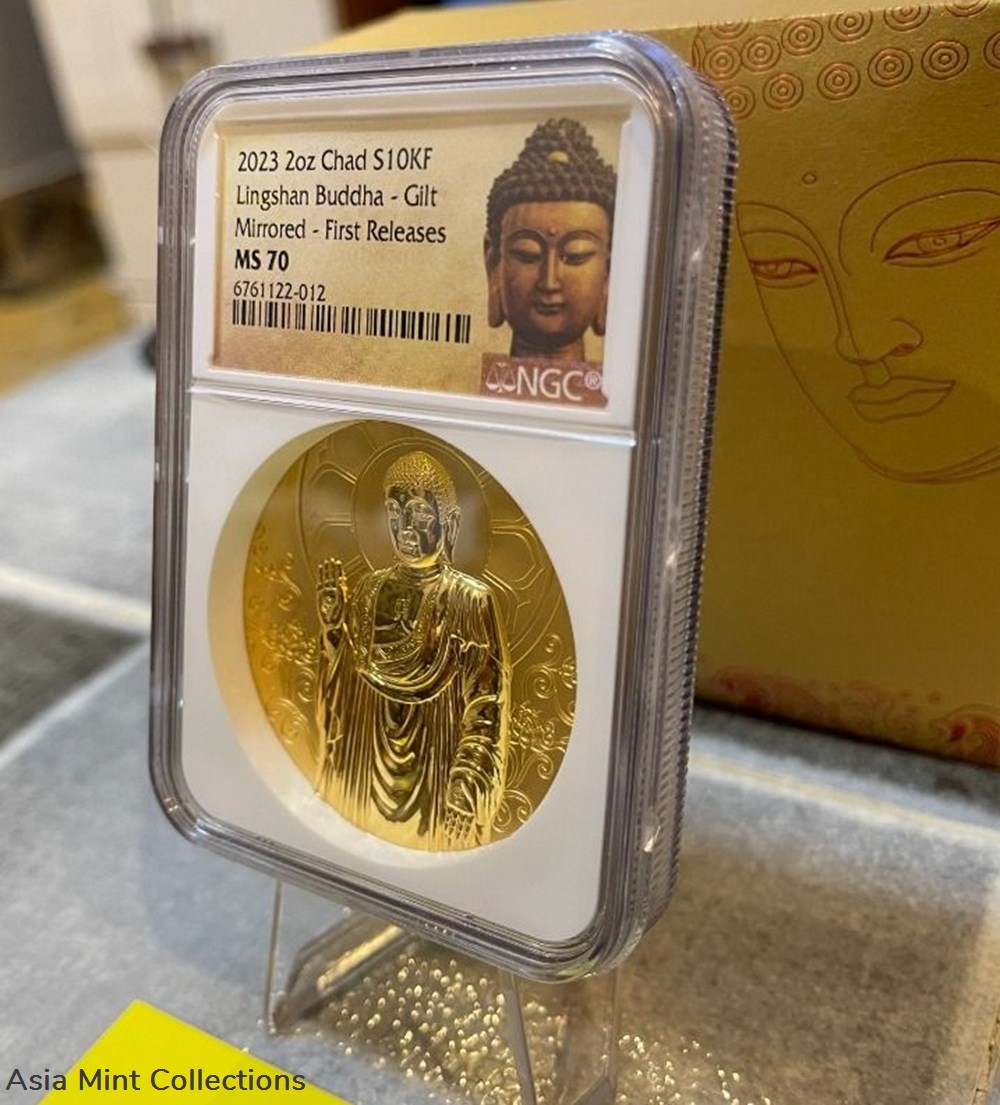 2023 2oz Chad S10KF
Lingshan Buddha - Gilt
Mirrored - First Releases
MS 70
6761122-012
NGC®
Asia Mint Collections